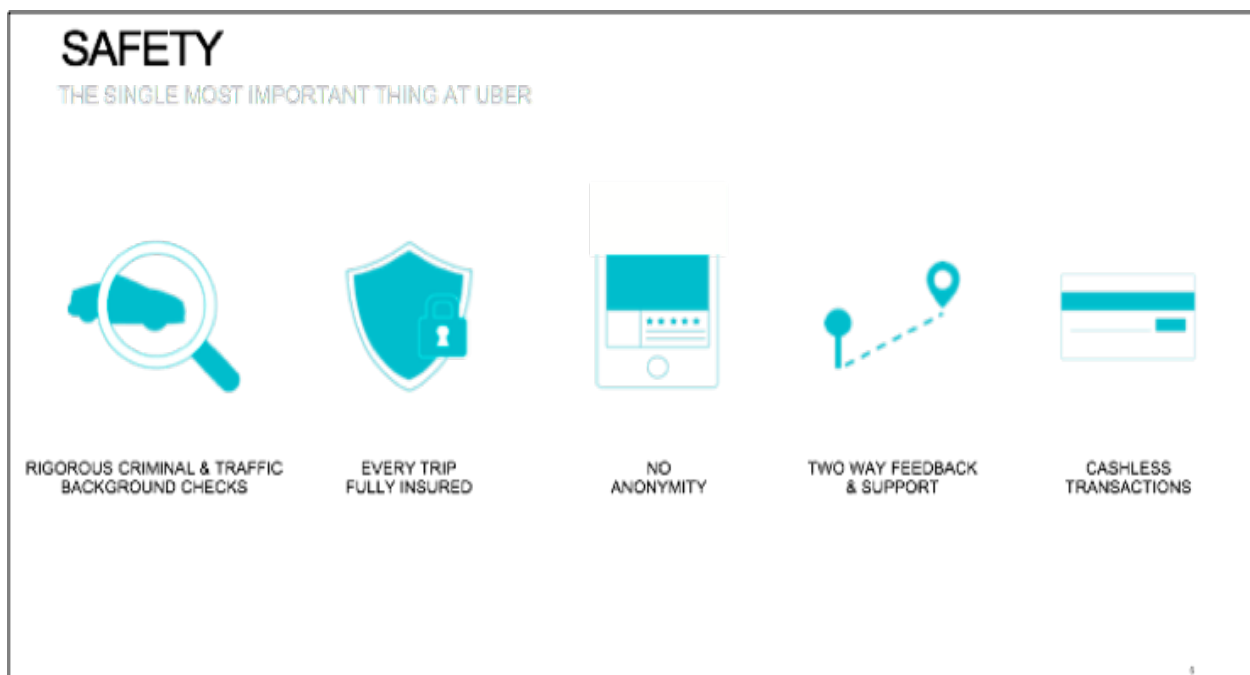 SAFETY
THE SINGLE MOST IMPORTANT THING AT UBER
RIGOROUS CRIMINAL & TRAFFIC
BACKGROUND CHECKS
EVERY TRIP
FULLY INSURED
NO
ANONYMITY
TWO WAY FEEDBACK
& SUPPORT
CASHLESS
TRANSACTIONS